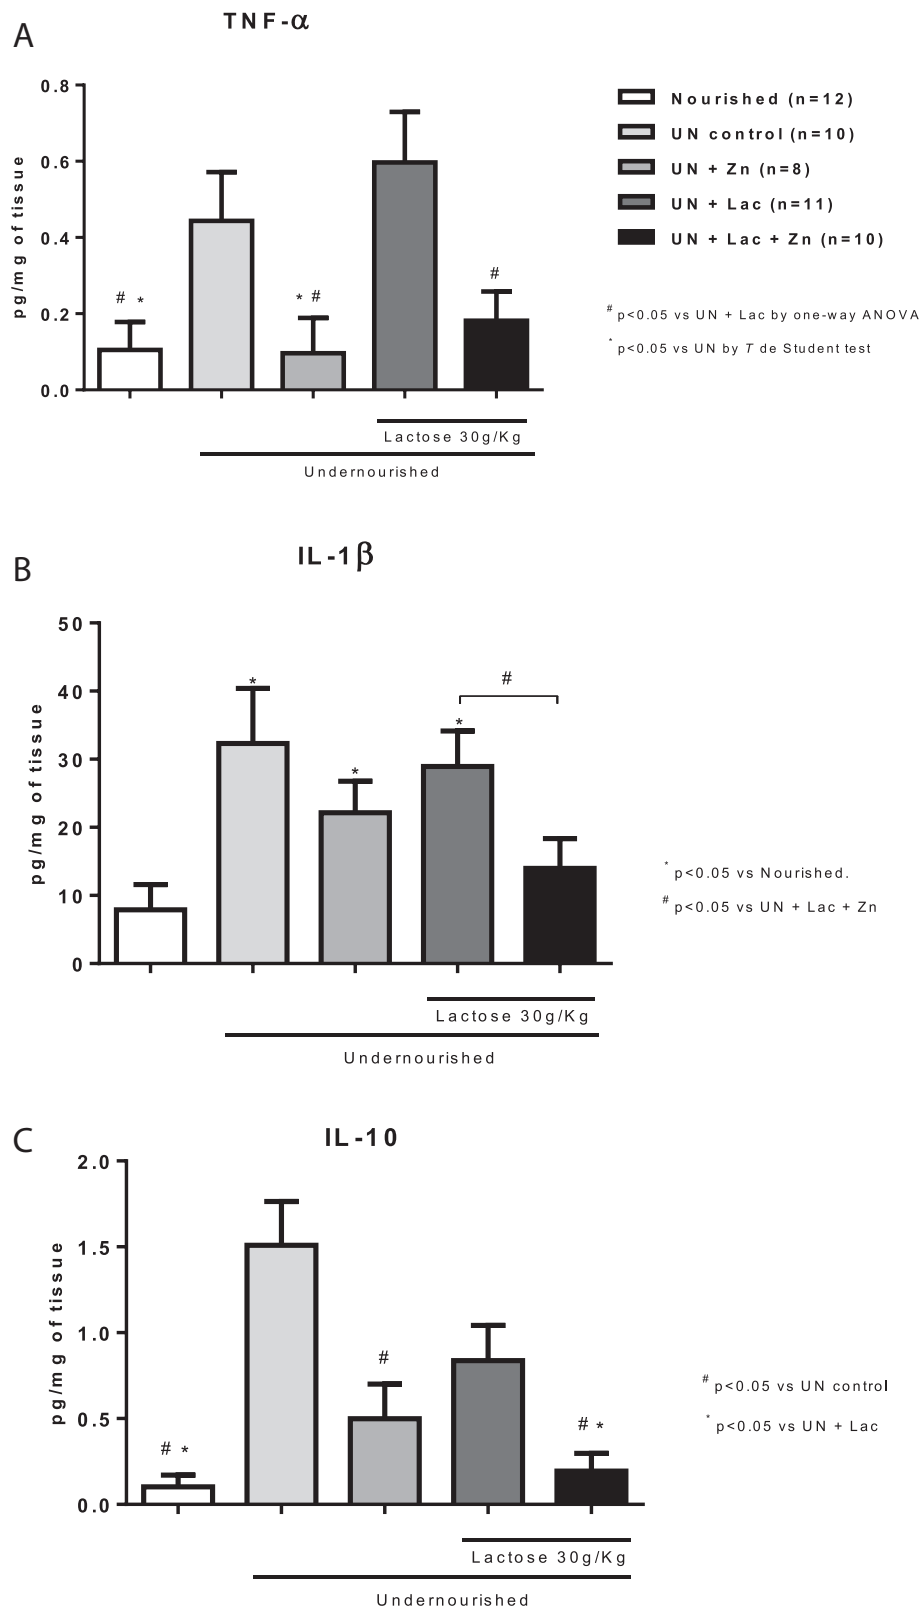 A
TNF-α
pg/mg of tissue
0.8
0.6
0.4
0.2
0.0
# *
* #
#
Lactose 30g/Kg
Undernourished
Nourished (n=12)
UN control (n=10)
UN + Zn (n=8)
UN + Lac (n=11)
UN + Lac + Zn (n=10)
# p<0.05 vs UN + Lac by one-way ANOVA
* p<0.05 vs UN by T de Student test
B
IL-1β
pg/mg of tissue
50
40
30
20
10
0
*
*
*
#
Lactose 30g/Kg
Undernourished
* p<0.05 vs Nourished.
# p<0.05 vs UN + Lac + Zn
C
IL-10
pg/mg of tissue
2.0
1.5
1.0
0.5
0.0
# *
#
# *
Lactose 30g/Kg
Undernourished
# p<0.05 vs UN control
* p<0.05 vs UN + Lac